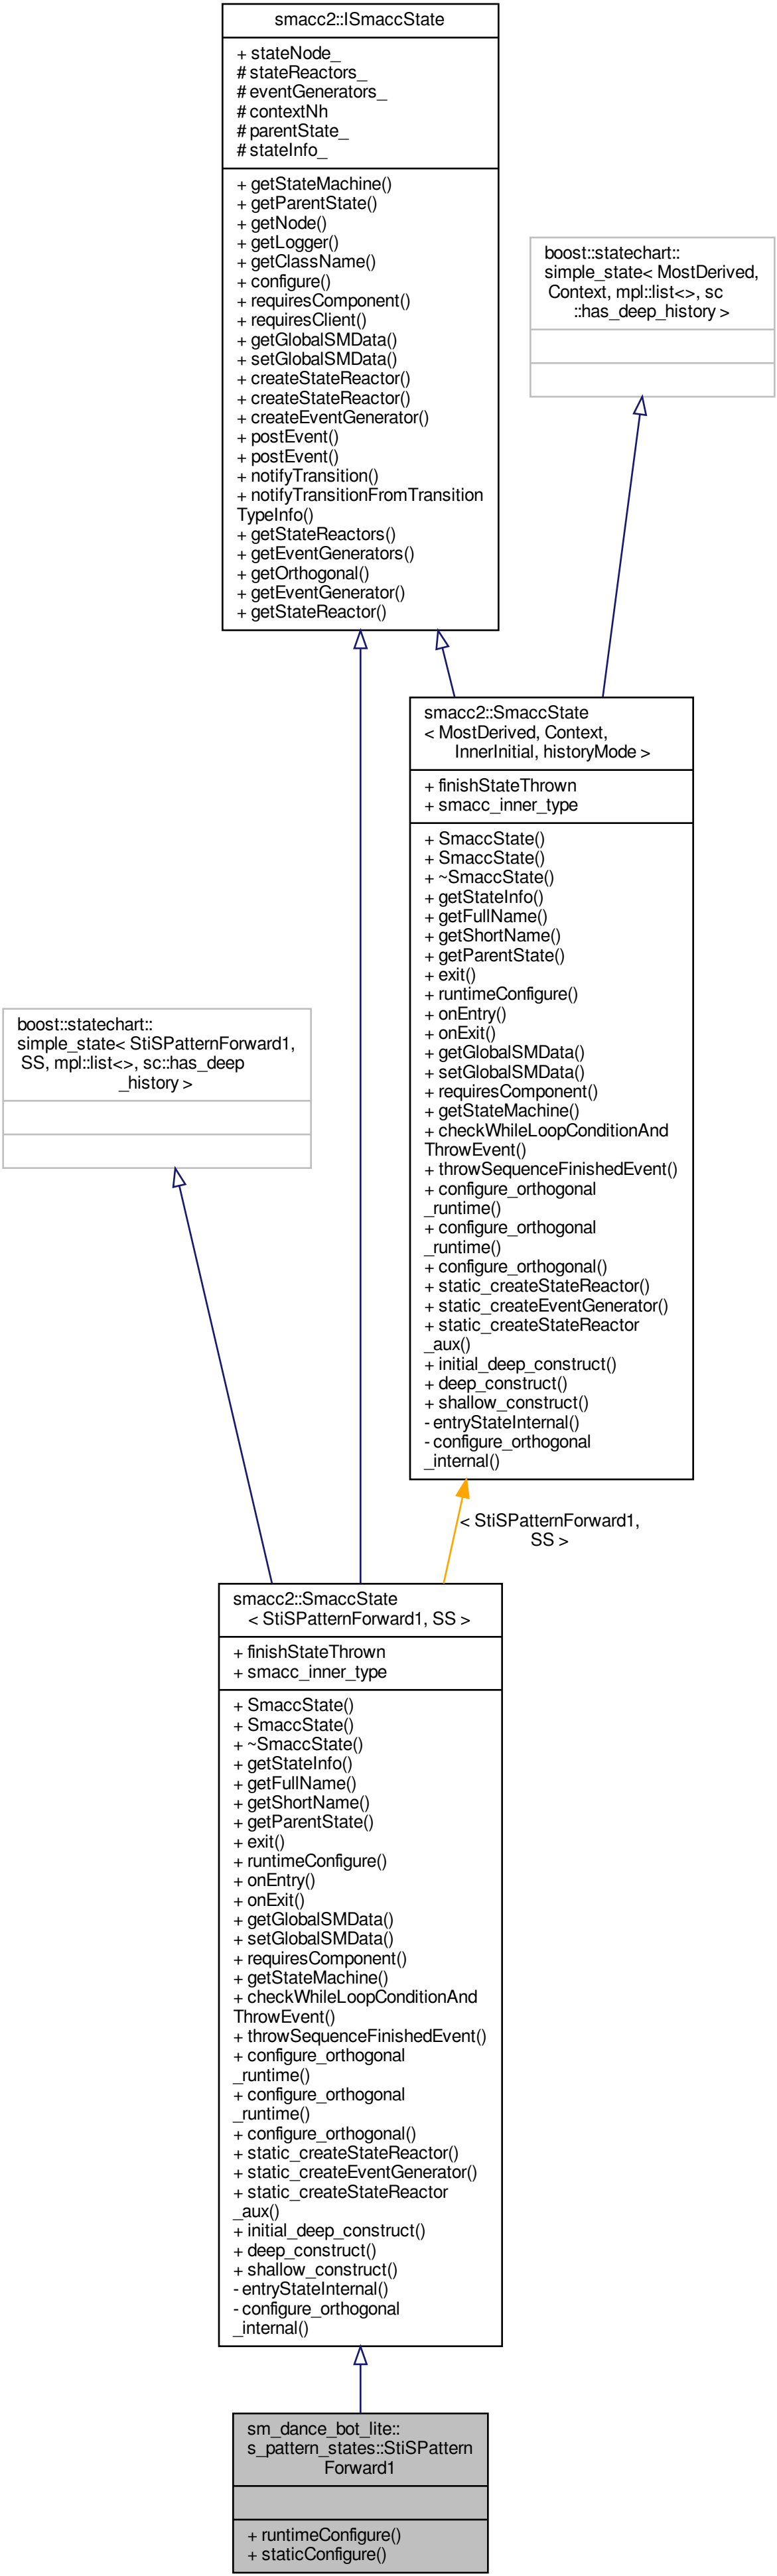 smacc2::ISmaccState
+ stateNode_
# stateReactors_
# eventGenerators_
# contextNh
# parentState_
# stateInfo_
+ getStateMachine()
+ getParentState()
+ getNode()
+ getLogger()
+ getClassName()
+ configure()
+ requiresComponent()
+ requiresClient()
+ getGlobalSMData()
+ setGlobalSMData()
+ createStateReactor()
+ createStateReactor()
+ createEventGenerator()
+ postEvent()
+ postEvent()
+ notifyTransition()
+ notifyTransitionFromTransition
TypeInfo()
+ getStateReactors()
+ getEventGenerators()
+ getOrthogonal()
+ getEventGenerator()
+ getStateReactor()
boost::statechart::
simple_state< MostDerived,
Context, mpl::list<>, sc
::has_deep_history >
smacc2::SmaccState
< MostDerived, Context,
InnerInitial, historyMode >
+ finishStateThrown
+ smacc_inner_type
+ SmaccState()
+ SmaccState()
+ ~SmaccState()
+ getStateInfo()
+ getFullName()
+ getShortName()
+ getParentState()
+ exit()
+ runtimeConfigure()
+ onEntry()
+ onExit()
+ getGlobalSMData()
+ setGlobalSMData()
+ requiresComponent()
+ getStateMachine()
+ checkWhileLoopConditionAnd
ThrowEvent()
+ throwSequenceFinishedEvent()
+ configure_orthogonal
_runtime()
+ configure_orthogonal
_runtime()
+ configure_orthogonal()
+ static_createStateReactor()
+ static_createEventGenerator()
+ static_createStateReactor
_aux()
+ initial_deep_construct()
+ deep_construct()
+ shallow_construct()
- entryStateInternal()
- configure_orthogonal
_internal()
boost::statechart::
simple_state< StiSPatternForward1,
SS, mpl::list<>, sc::has_deep
_history >
< StiSPatternForward1,
SS >
smacc2::SmaccState
< StiSPatternForward1, SS >
+ finishStateThrown
+ smacc_inner_type
+ SmaccState()
+ SmaccState()
+ ~SmaccState()
+ getStateInfo()
+ getFullName()
+ getShortName()
+ getParentState()
+ exit()
+ runtimeConfigure()
+ onEntry()
+ onExit()
+ getGlobalSMData()
+ setGlobalSMData()
+ requiresComponent()
+ getStateMachine()
+ checkWhileLoopConditionAnd
ThrowEvent()
+ throwSequenceFinishedEvent()
+ configure_orthogonal
_runtime()
+ configure_orthogonal
_runtime()
+ configure_orthogonal()
+ static_createStateReactor()
+ static_createEventGenerator()
+ static_createStateReactor
_aux()
+ initial_deep_construct()
+ deep_construct()
+ shallow_construct()
- entryStateInternal()
- configure_orthogonal
_internal()
sm_dance_bot_lite::
s_pattern_states::StiSPattern
Forward1
+ runtimeConfigure()
+ staticConfigure()